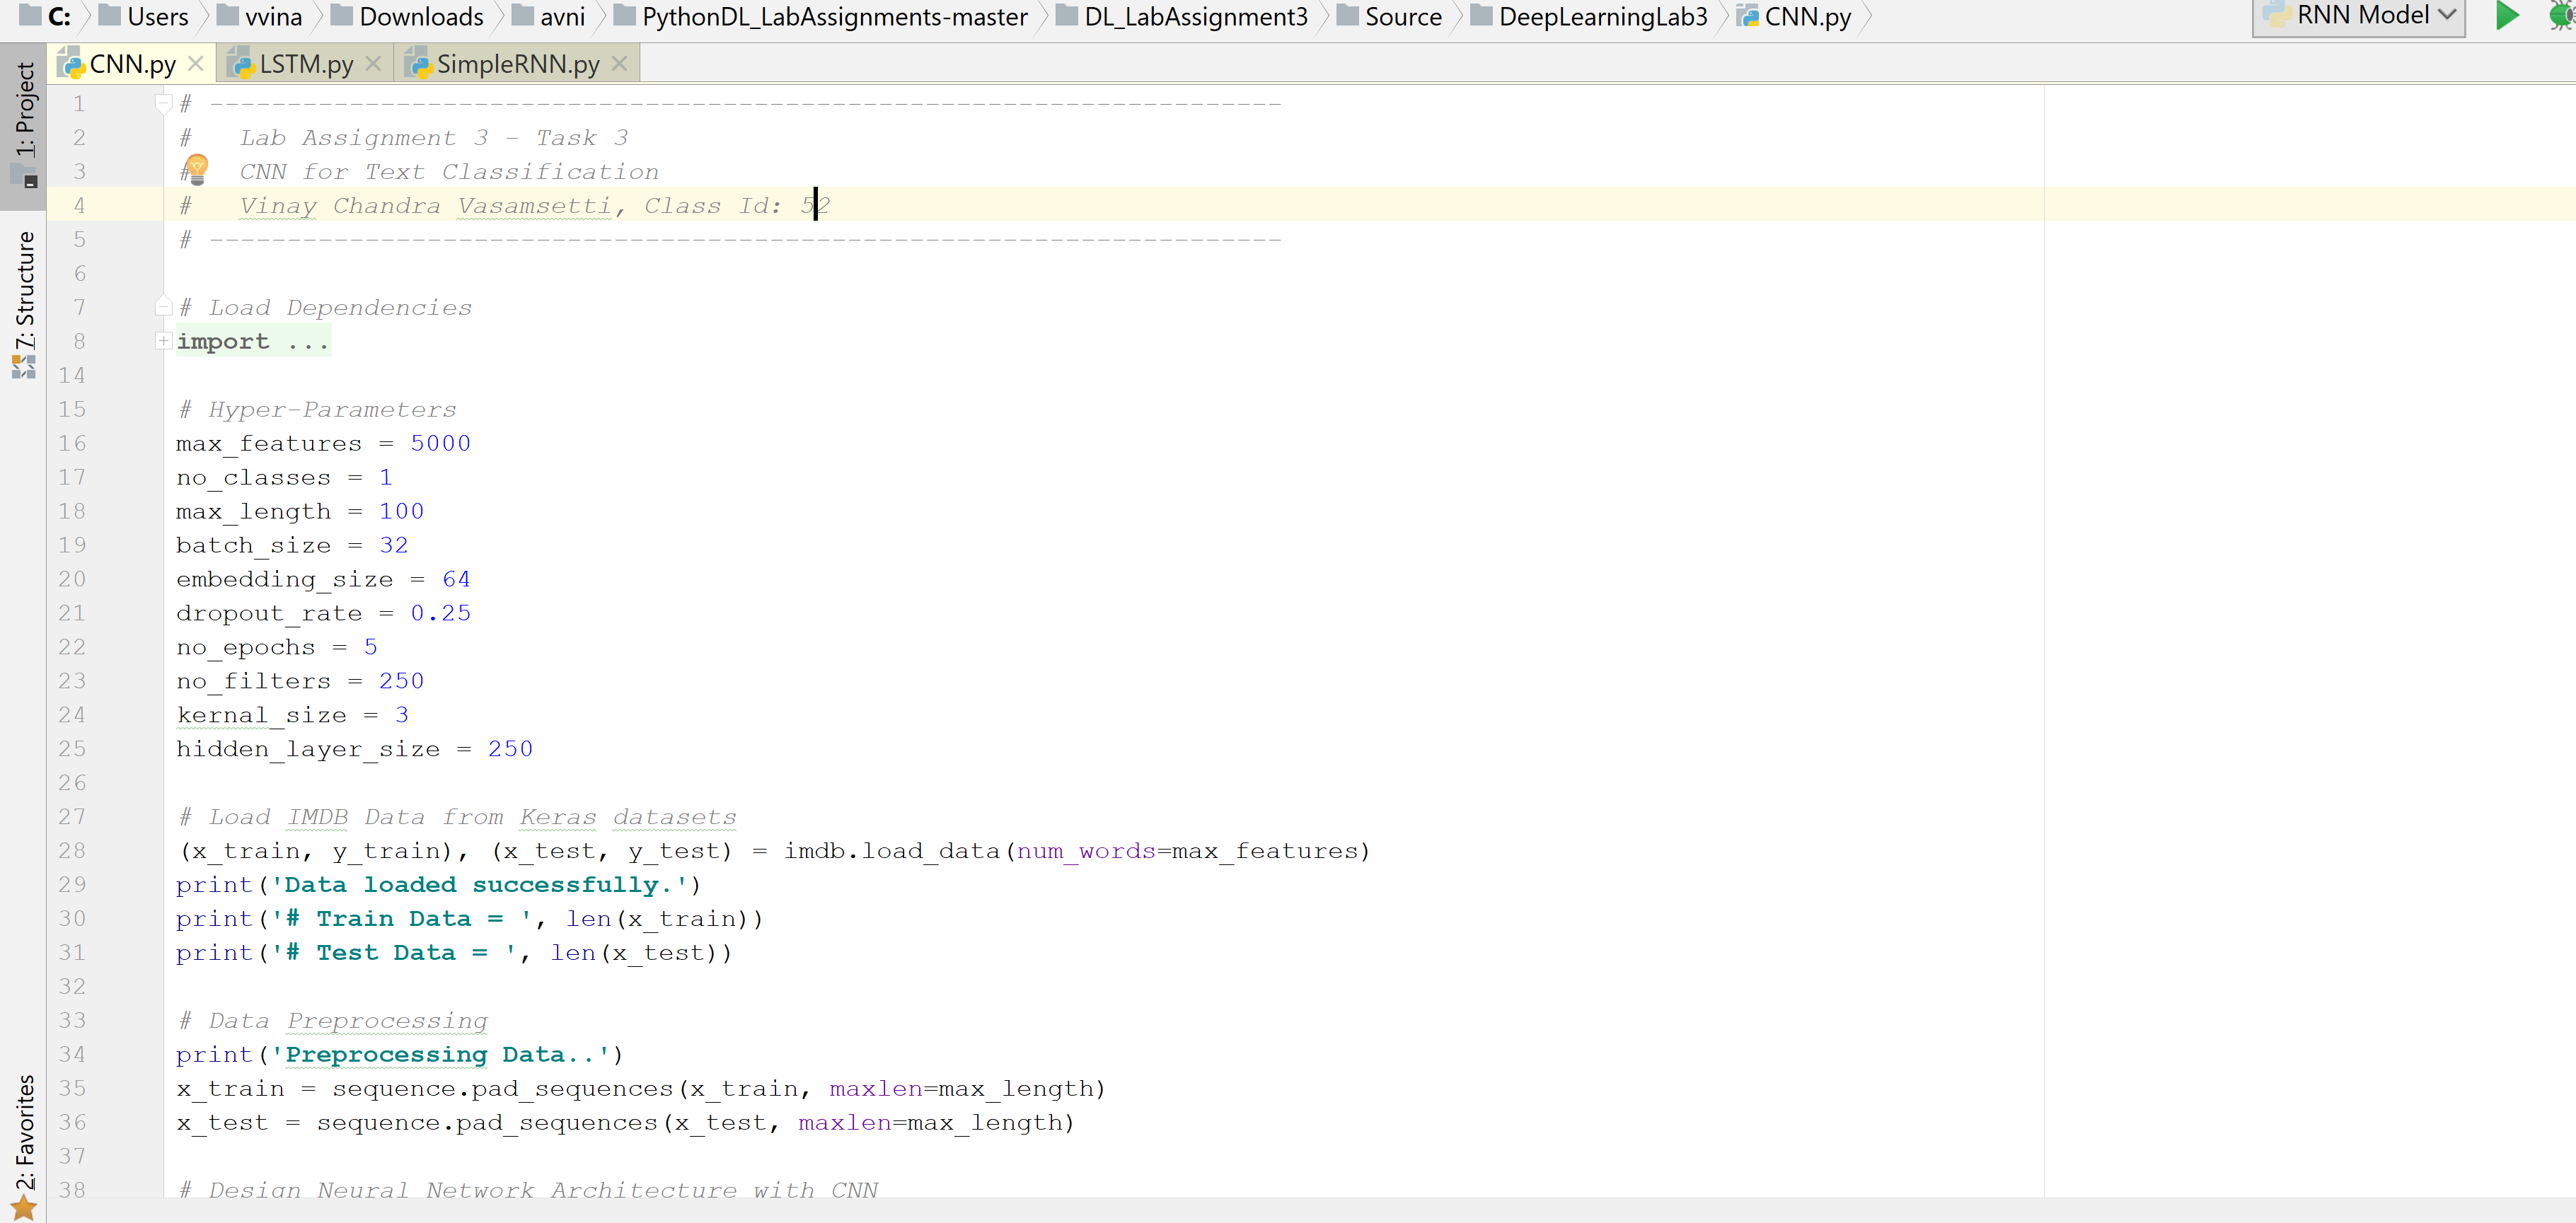 C: Users vvina Downloads avni PythonDL_LabAssignments-master DL_LabAssignment3 Source DeepLearningLab3 CNN.py RNN Model
CNN.py LSTM.py SimpleRNN.py
1: Project
7: Structure
2: Favorites
1 # ---------------------------------------------------------------------
2 #   Lab Assignment 3 - Task 3
3 #   CNN for Text Classification
4 #   Vinay Chandra Vasamsetti, Class Id: 52
5 # ---------------------------------------------------------------------
6
7 # Load Dependencies
8 import ...
14
15 # Hyper-Parameters
16 max_features = 5000
17 no_classes = 1
18 max_length = 100
19 batch_size = 32
20 embedding_size = 64
21 dropout_rate = 0.25
22 no_epochs = 5
23 no_filters = 250
24 kernal_size = 3
25 hidden_layer_size = 250
26
27 # Load IMDB Data from Keras datasets
28 (x_train, y_train), (x_test, y_test) = imdb.load_data(num_words=max_features)
29 print('Data loaded successfully.')
30 print('# Train Data = ', len(x_train))
31 print('# Test Data = ', len(x_test))
32
33 # Data Preprocessing
34 print('Preprocessing Data..')
35 x_train = sequence.pad_sequences(x_train, maxlen=max_length)
36 x_test = sequence.pad_sequences(x_test, maxlen=max_length)
37
38 # Design Neural Network Architecture with CNN